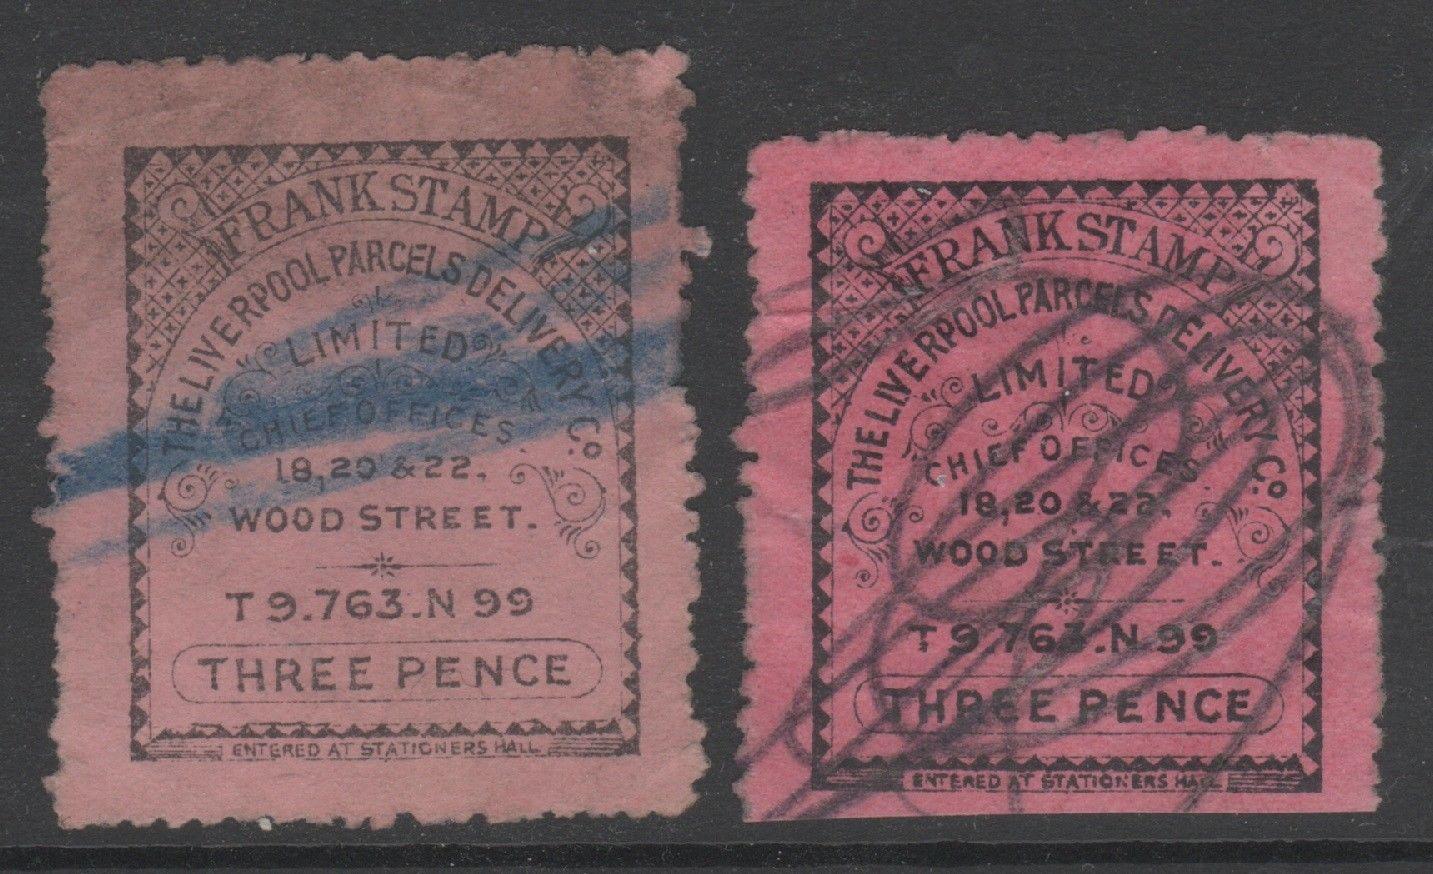 FRANK STAMP
THE LIVERPOOL PARCELS DELIVERY Co.
LIMITED
CHIEF OFFICES.
18,20 & 22.
WOOD STREET.
T 9.763.N 99
THREE PENCE
ENTERED AT STATIONERS HALL
FRANK STAMP
THE LIVERPOOL PARCELS DELIVERY Co.
LIMITED
CHIEF OFFICES.
18,20 & 22.
WOOD STREET.
T 9.763.N 99
THREE PENCE
ENTERED AT STATIONERS HALL